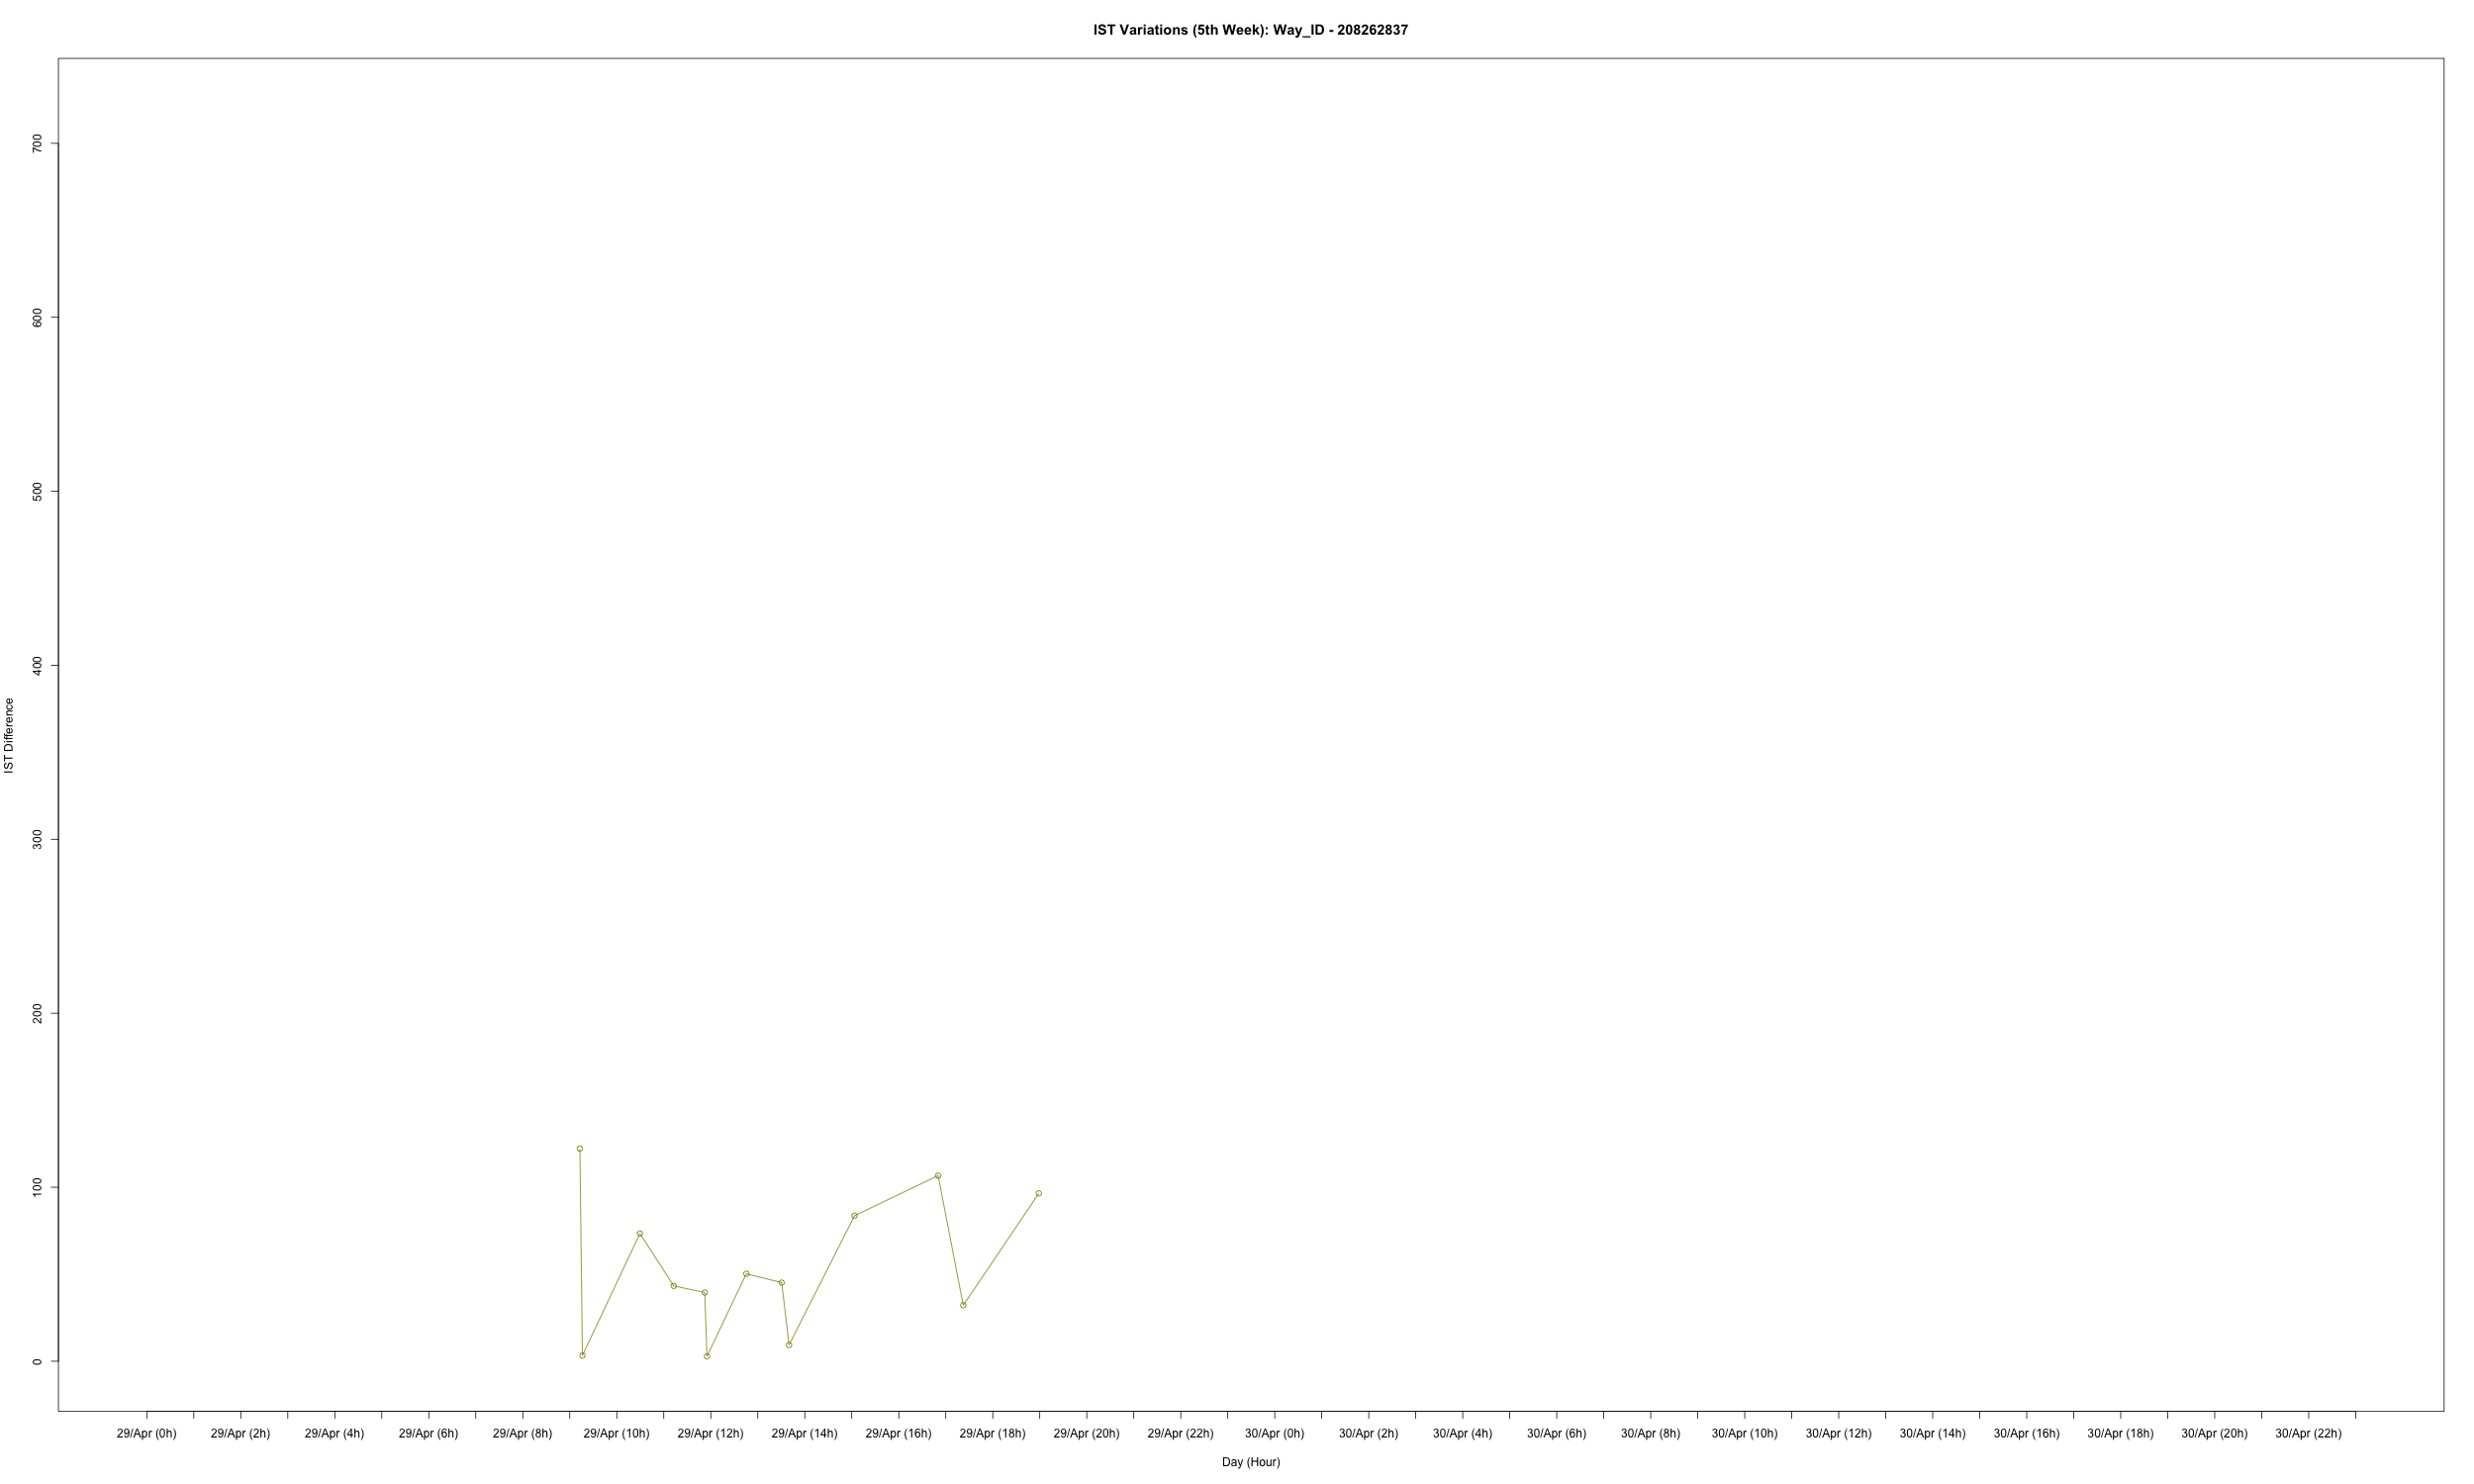 IST Variations (5th Week): Way_ID - 208262837
700
600
500
400
300
200
100
0
IST Difference
29/Apr (0h) 29/Apr (2h) 29/Apr (4h) 29/Apr (6h) 29/Apr (8h) 29/Apr (10h) 29/Apr (12h) 29/Apr (14h) 29/Apr (16h) 29/Apr (18h) 29/Apr (20h) 29/Apr (22h) 30/Apr (0h) 30/Apr (2h) 30/Apr (4h) 30/Apr (6h) 30/Apr (8h) 30/Apr (10h) 30/Apr (12h) 30/Apr (14h) 30/Apr (16h) 30/Apr (18h) 30/Apr (20h) 30/Apr (22h)
Day (Hour)